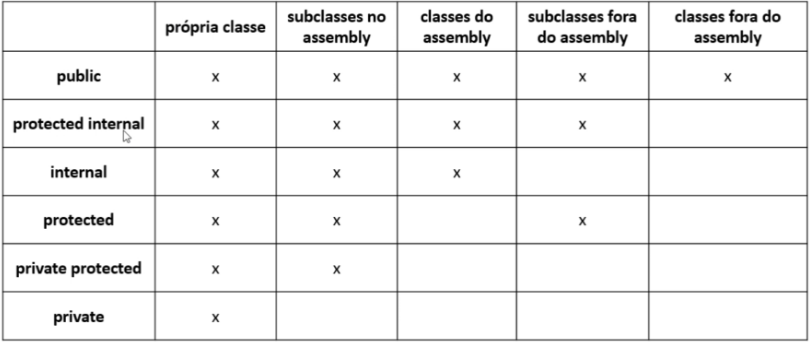 própria classe subclasses no assembly classes do assembly subclasses fora do assembly classes fora do assembly
public x x x x x
protected internal x x x x
internal x x x
protected x x x
private protected x x
private x